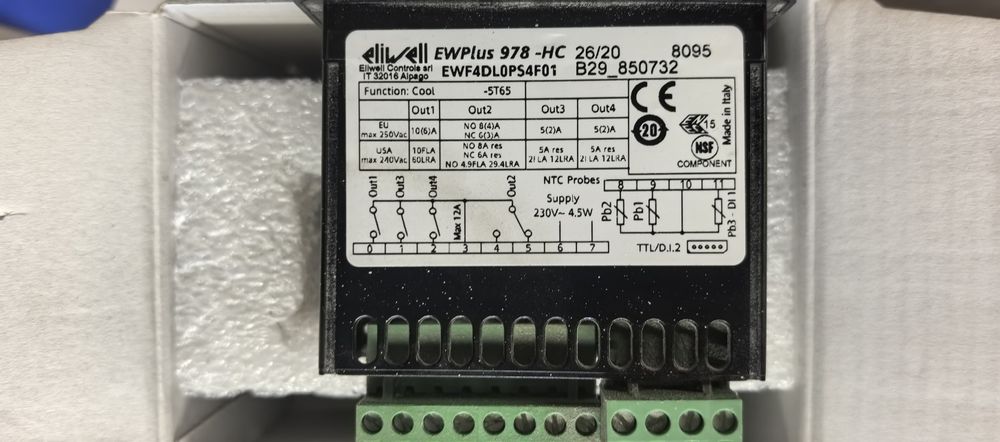 eliwell EWPlus 978 -HC 26/20 8095
Eliwell Controls srl
IT 32016 Alpago
EWF4DL0PS4F01 B29_850732
Function: Cool -5T65
Out1 Out2 Out3 Out4
EU
max 250Vac
10(6)A
NO 8(4)A
NC 6(3)A
5(2)A
5(2)A
USA
max 240Vac
10FLA
60LRA
NO 8A res
NC 6A res
NO 4.9FLA 29.4LRA
5A res
2FLA 12LRA
5A res
2FLA 12LRA
CE
20
15
NSF
COMPONENT
Made in Italy
NTC Probes 8 9 10 11
Out1 Out3 Out4 Out2
Max 12A
Supply
230V~ 4.5W
Pb2 Pb1 Pb3 - DI 1
TTL/D.I.2
0 1 2 3 4 5 6 7